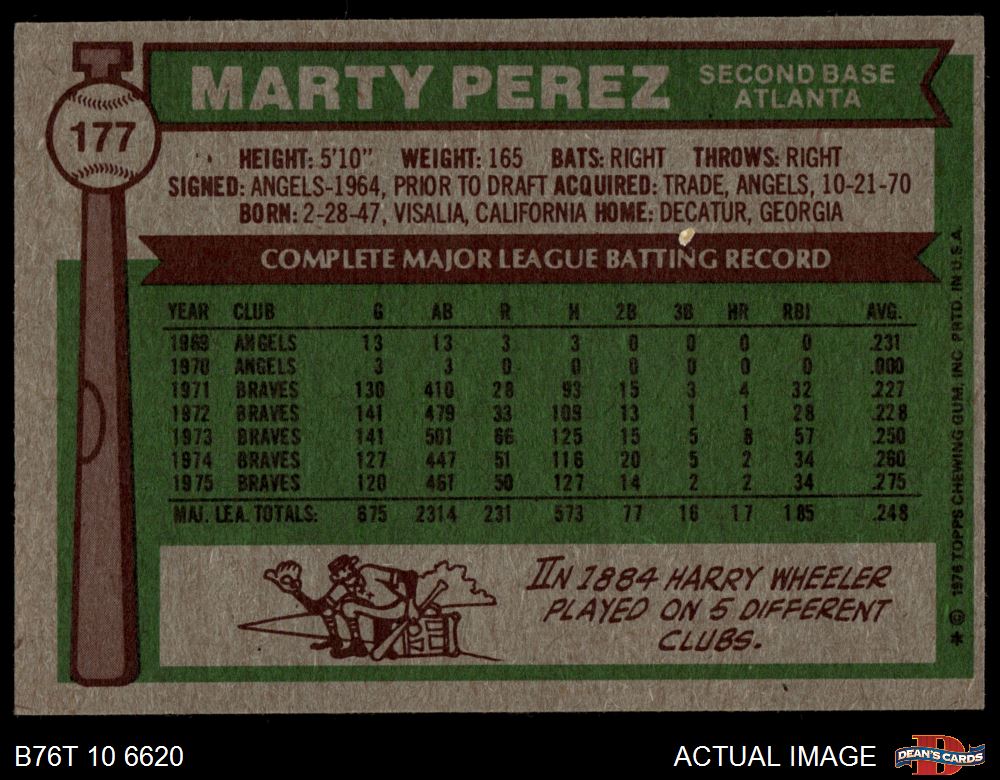 177
MARTY PEREZ
SECOND BASE
ATLANTA
HEIGHT: 5'10" WEIGHT: 165 BATS: RIGHT THROWS: RIGHT
SIGNED: ANGELS-1964, PRIOR TO DRAFT ACQUIRED: TRADE, ANGELS, 10-21-70
BORN: 2-28-47, VISALIA, CALIFORNIA HOME: DECATUR, GEORGIA
COMPLETE MAJOR LEAGUE BATTING RECORD
YEAR CLUB G AB R H 2B 3B HR RBI AVG.
1969 ANGELS 13 13 3 3 0 0 0 0 .231
1970 ANGELS 3 3 0 0 0 0 0 0 .000
1971 BRAVES 130 410 28 93 15 3 4 32 .227
1972 BRAVES 141 479 33 109 13 1 1 28 .228
1973 BRAVES 141 501 66 125 15 5 8 57 .250
1974 BRAVES 127 447 51 116 20 5 2 34 .260
1975 BRAVES 120 461 50 127 14 2 2 34 .275
MAJ. LEA. TOTALS: 675 2314 231 573 77 16 17 185 .248
IN 1884 HARRY WHEELER
PLAYED ON 5 DIFFERENT
CLUBS.
* © 1976 TOPPS CHEWING GUM, INC. PRTD. IN U.S.A.
B76T 10 6620
ACTUAL IMAGE
D
DEAN'S CARDS